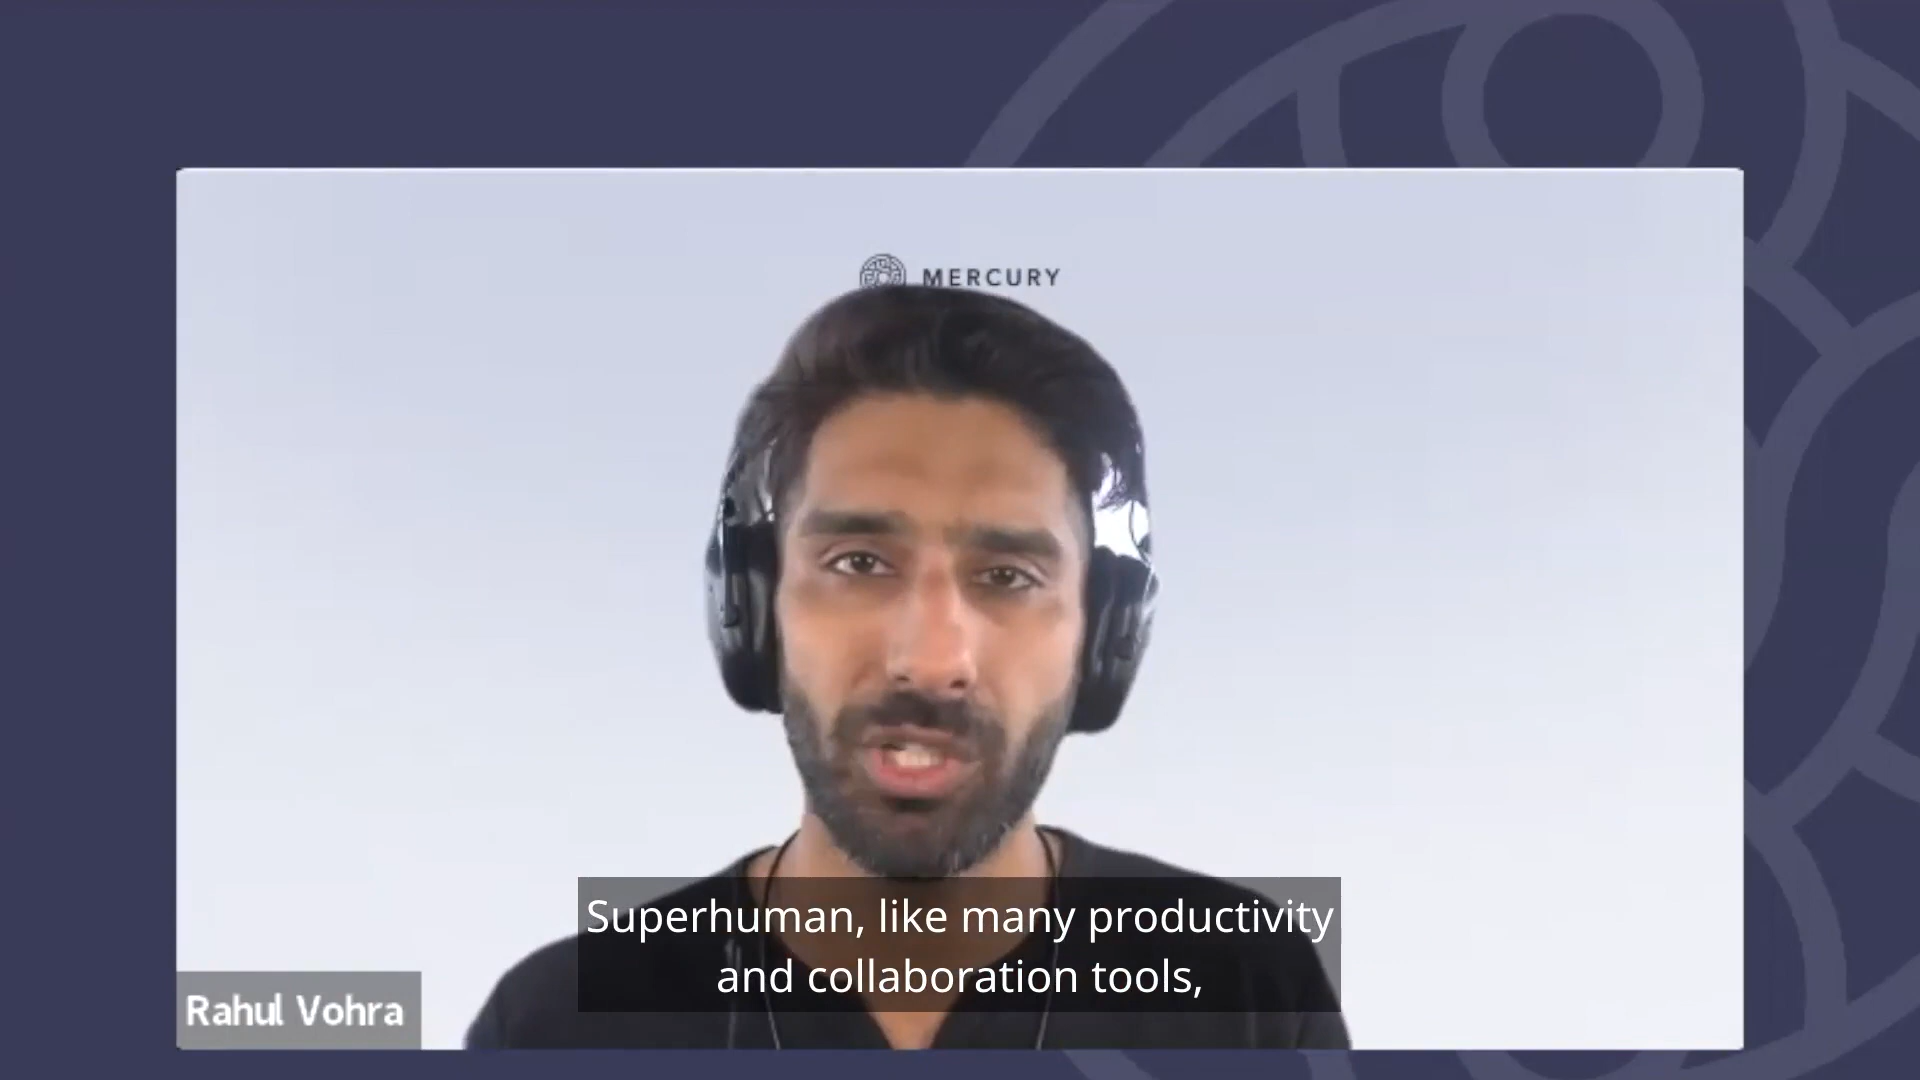 MERCURY
Superhuman, like many productivity
and collaboration tools,
Rahul Vohra